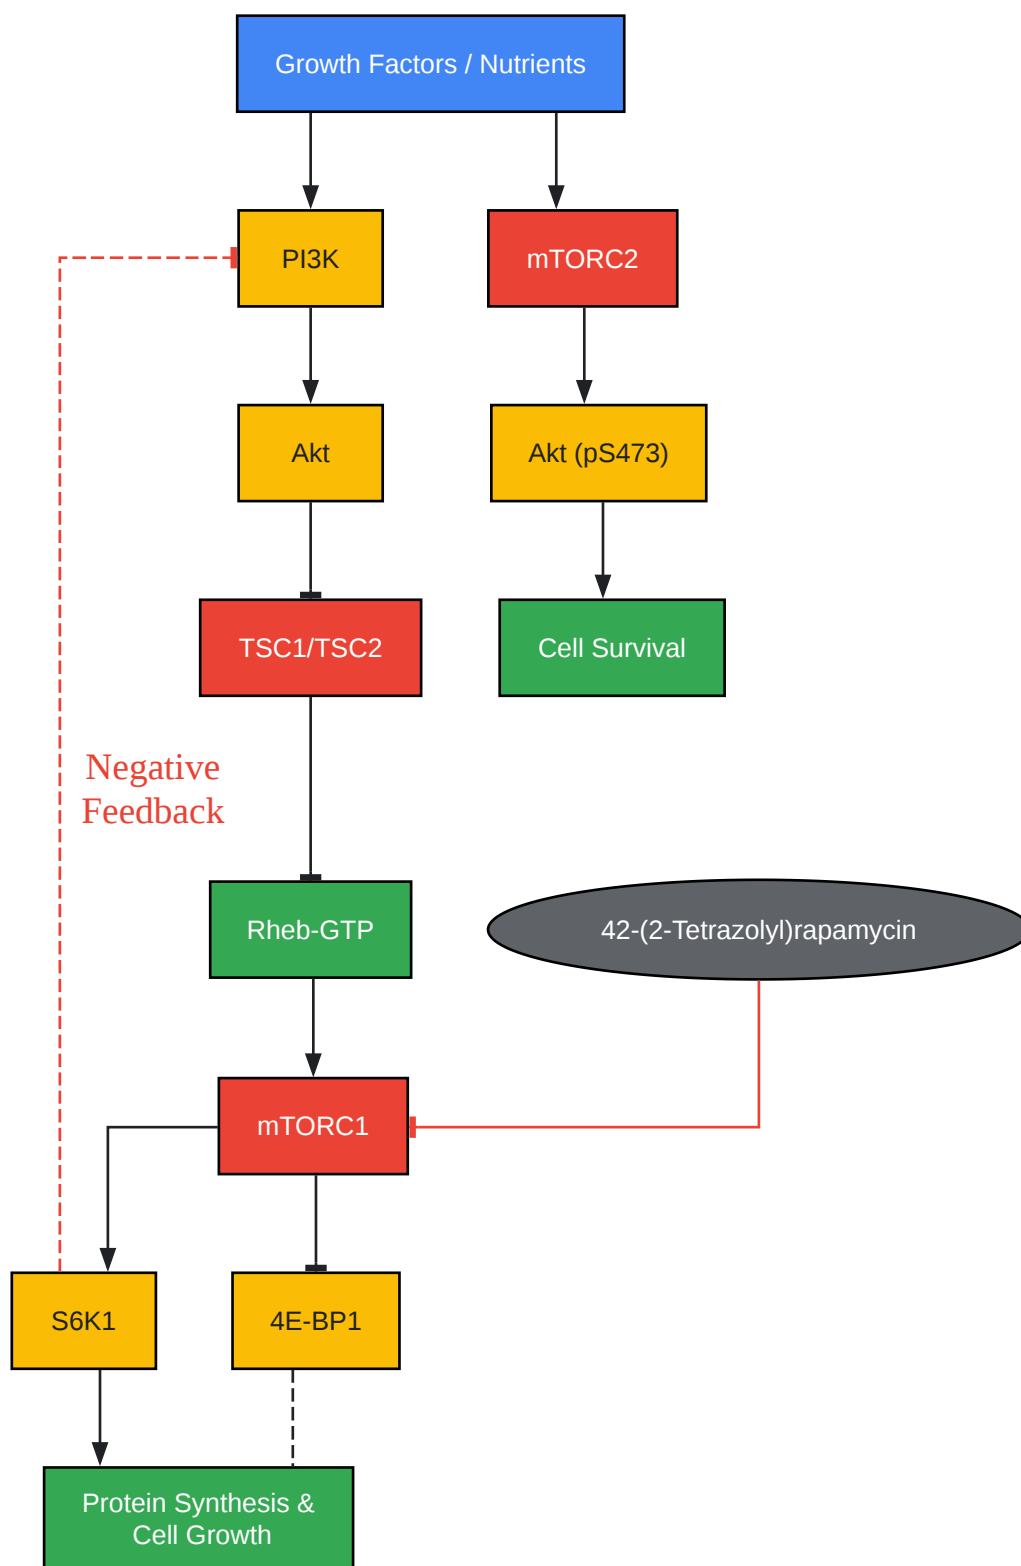 Growth Factors / Nutrients
PI3K
mTORC2
Akt
Akt (pS473)
TSC1/TSC2
Cell Survival
Negative
Feedback
Rheb-GTP
42-(2-Tetrazolyl)rapamycin
mTORC1
S6K1
4E-BP1
Protein Synthesis &
Cell Growth